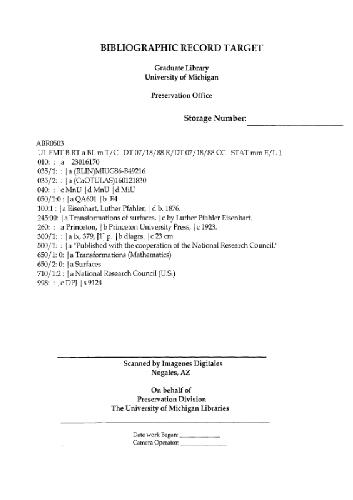 BIBLIOGRAPHIC RECORD TARGET
Graduate Library
University of Michigan
Preservation Office
Storage Number:
ABR0603
UL FMT B RT a BL m T/C DT 07/18/88 R/DT 07/18/88 CC STAT mm E/L 1
010: : |a 23016170
035/1: : |a (RLIN)MIUG86-B49216
035/2: : |a (CaOTULAS)160121830
040: : |c MnU |d MnU |d MiU
050/1:0 : |a QA601 |b .E4
100:1 : |a Eisenhart, Luther Pfahler, |d b. 1876.
245:00: |a Transformations of surfaces. |c by Luther Pfahler Eisenhart.
260: : |a Princeton, |b Princeton University Press, |c 1923.
300/1: : |a ix, 379, p. |b diagrs. |c 23 cm
500/1: : |a "Published with the cooperation of the National Research Council."
650/1: 0: |a Transformations (Mathematics)
650/2: 0: |a Surfaces
710/1:2 : |a National Research Council (U.S.)
998: : |c DPJ |s 9124
Scanned by Imagenes Digitales
Nogales, AZ
On behalf of
Preservation Division
The University of Michigan Libraries
Date work Began:
Camera Operator: